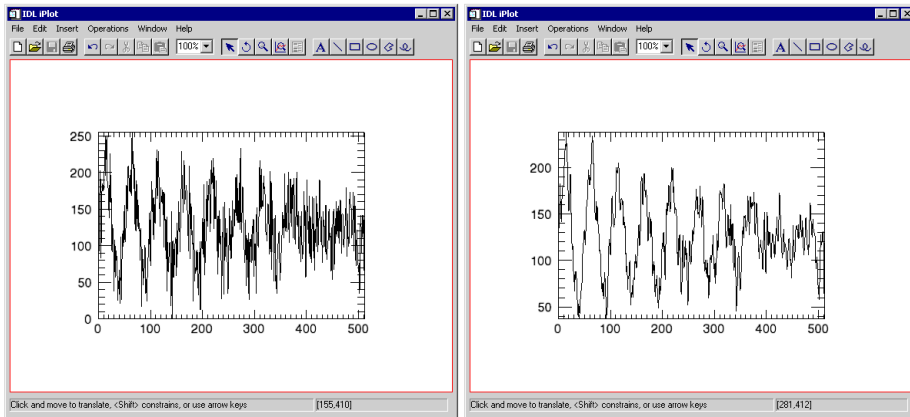 IDL iPlot
File Edit Insert Operations Window Help
100%
A
250
200
150
100
50
0
0 100 200 300 400 500
Click and move to translate, <Shift> constrains, or use arrow keys [155,410]
IDL iPlot
File Edit Insert Operations Window Help
100%
A
200
150
100
50
0 100 200 300 400 500
Click and move to translate, <Shift> constrains, or use arrow keys [281,412]